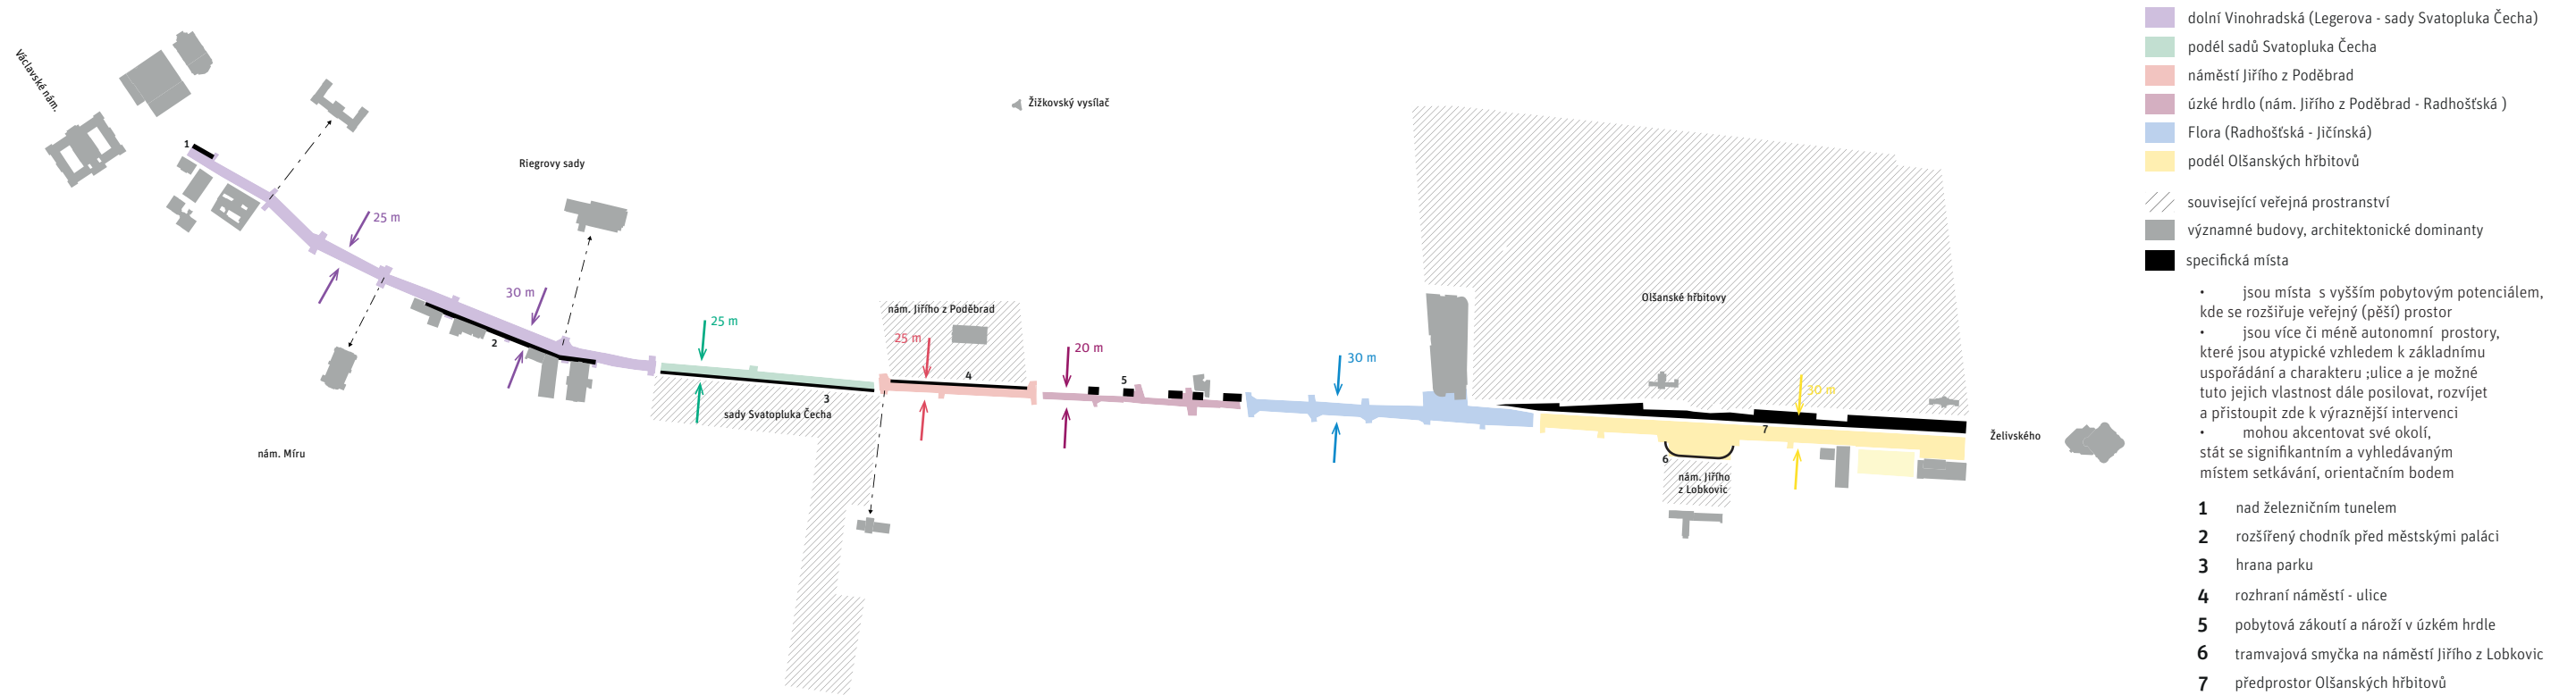 Václavské nám.
1
25 m
Riegrovy sady
30 m
2
nám. Míru
25 m
3
sady Svatopluka Čecha
Žižkovský vysílač
nám. Jiřího z Poděbrad
25 m
4
20 m
5
30 m
Olšanské hřbitovy
30 m
7
6
nám. Jiřího
z Lobkovic
Želivského
dolní Vinohradská (Legerova - sady Svatopluka Čecha)
podél sadů Svatopluka Čecha
náměstí Jiřího z Poděbrad
úzké hrdlo (nám. Jiřího z Poděbrad - Radhošťská )
Flora (Radhošťská - Jičínská)
podél Olšanských hřbitovů
související veřejná prostranství
významné budovy, architektonické dominanty
specifická místa
• jsou místa s vyšším pobytovým potenciálem,
kde se rozšiřuje veřejný (pěší) prostor
• jsou více či méně autonomní prostory,
které jsou atypické vzhledem k základnímu
uspořádání a charakteru ;ulice a je možné
tuto jejich vlastnost dále posilovat, rozvíjet
a přistoupit zde k výraznější intervenci
• mohou akcentovat své okolí,
stát se signifikantním a vyhledávaným
místem setkávání, orientačním bodem
1 nad železničním tunelem
2 rozšířený chodník před městskými paláci
3 hrana parku
4 rozhraní náměstí - ulice
5 pobytová zákoutí a nároží v úzkém hrdle
6 tramvajová smyčka na náměstí Jiřího z Lobkovic
7 předprostor Olšanských hřbitovů